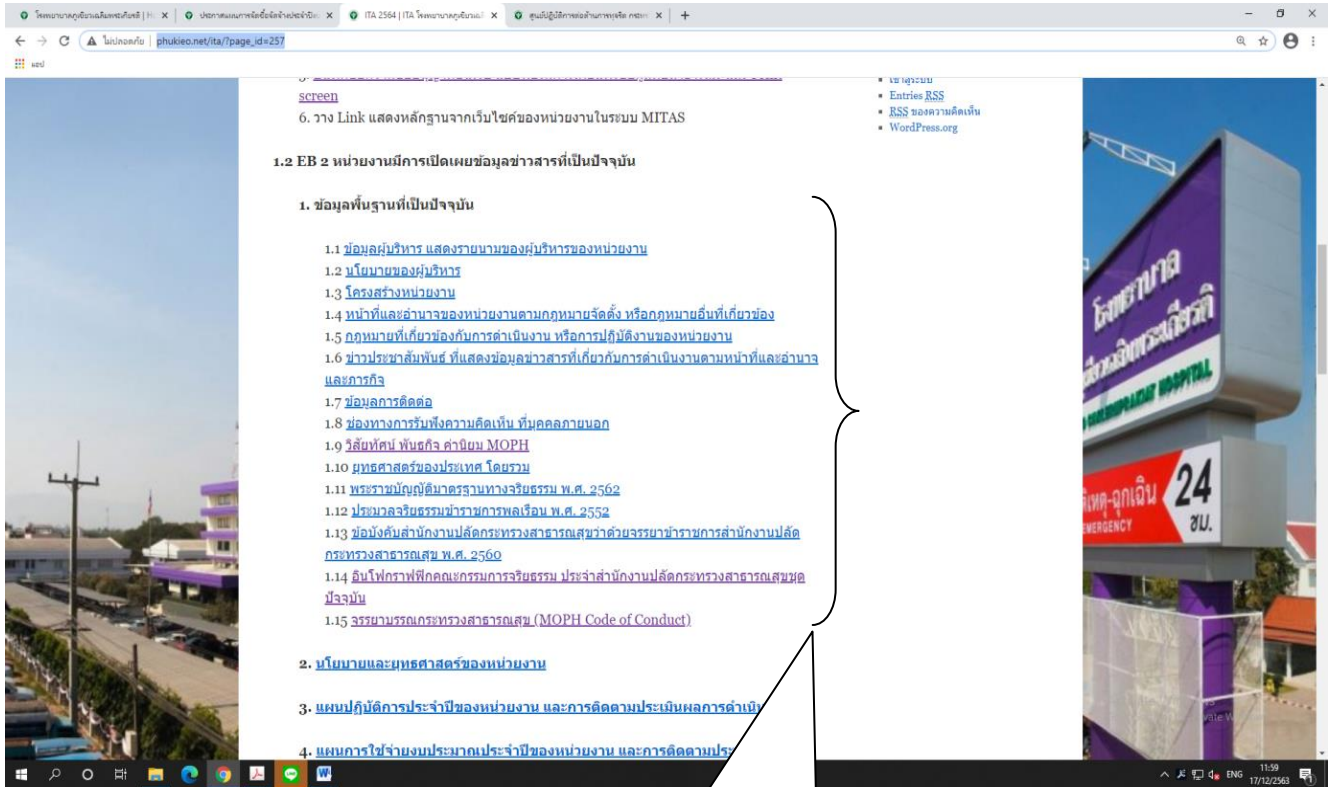 ITA 2564 | ITA
ไม่ปลอดภัย | phukieo.net/ita/?page_id=257
แอป
screen
6. วาง Link แสดงหลักฐานจากเว็บไซค์ของหน่วยงานในระบบ MITAS
เข้าสู่ระบบ
Entries RSS
RSS ของความคิดเห็น
WordPress.org
1.2 EB 2 หน่วยงานมีการเปิดเผยข้อมูลข่าวสารที่เป็นปัจจุบัน
1. ข้อมูลพื้นฐานที่เป็นปัจจุบัน
1.1 ข้อมูลผู้บริหาร แสดงรายนามของผู้บริหารของหน่วยงาน
1.2 นโยบายของผู้บริหาร
1.3 โครงสร้างหน่วยงาน
1.4 หน้าที่และอำนาจของหน่วยงานตามกฎหมายจัดตั้ง หรือกฎหมายอื่นที่เกี่ยวข้อง
1.5 กฎหมายที่เกี่ยวข้องกับการดำเนินงาน หรือการปฏิบัติงานของหน่วยงาน
1.6 ข่าวประชาสัมพันธ์ ที่แสดงข้อมูลข่าวสารที่เกี่ยวกับการดำเนินงานตามหน้าที่และอำนาจ
และภารกิจ
1.7 ข้อมูลการติดต่อ
1.8 ช่องทางการรับฟังความคิดเห็น ที่บุคคลภายนอก
1.9 วิสัยทัศน์ พันธกิจ ค่านิยม MOPH
1.10 ยุทธศาสตร์ของประเทศ โดยรวม
1.11 พระราชบัญญัติมาตรฐานทางจริยธรรม พ.ศ. 2562
1.12 ประมวลจริยธรรมข้าราชการพลเรือน พ.ศ. 2552
1.13 ข้อบังคับสำนักงานปลัดกระทรวงสาธารณสุขว่าด้วยจรรยาข้าราชการสำนักงานปลัด
กระทรวงสาธารณสุข พ.ศ. 2560
1.14 อินโฟกราฟฟิกคณะกรรมการจริยธรรม ประจำสำนักงานปลัดกระทรวงสาธารณสุขชุด
ปัจจุบัน
1.15 จรรยาบรรณกระทรวงสาธารณสุข (MOPH Code of Conduct)
2. นโยบายและยุทธศาสตร์ของหน่วยงาน
3. แผนปฏิบัติการประจำปีของหน่วยงาน และการติดตามประเมินผลการดำเนิน
4. แผนการใช้จ่ายงบประมาณประจำปีของหน่วยงาน และการติดตามประ
โรงพยาบาล
HOSPITAL
24
ชม.
EMERGENCY
ENG
11:59
17/12/2563